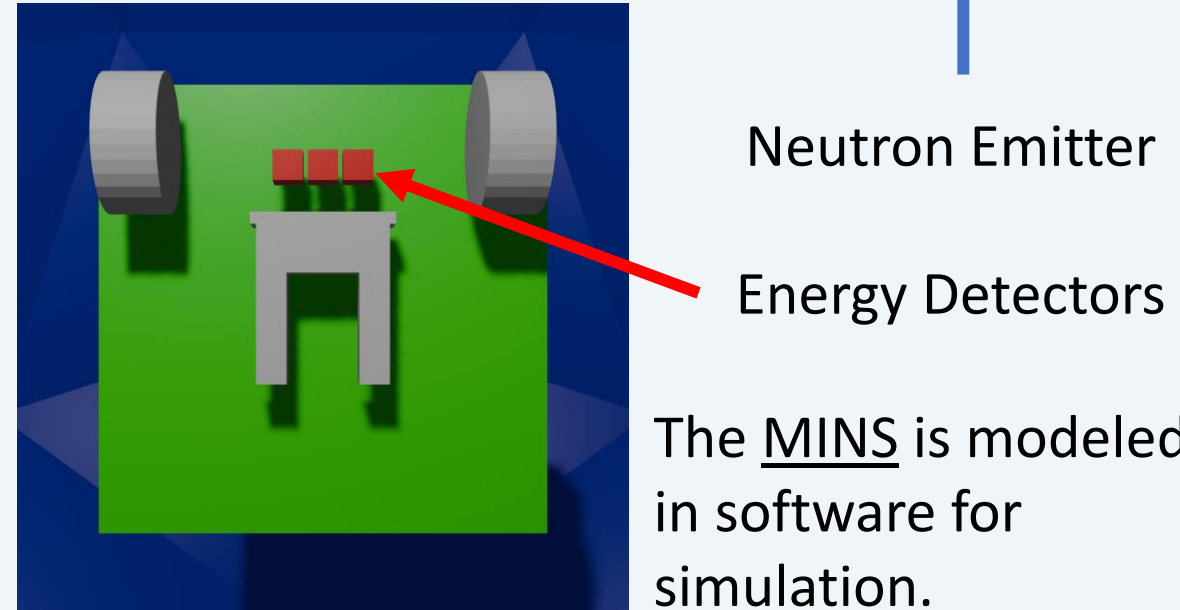 Neutron Emitter
Energy Detectors
The MINS is modeled
in software for
simulation.